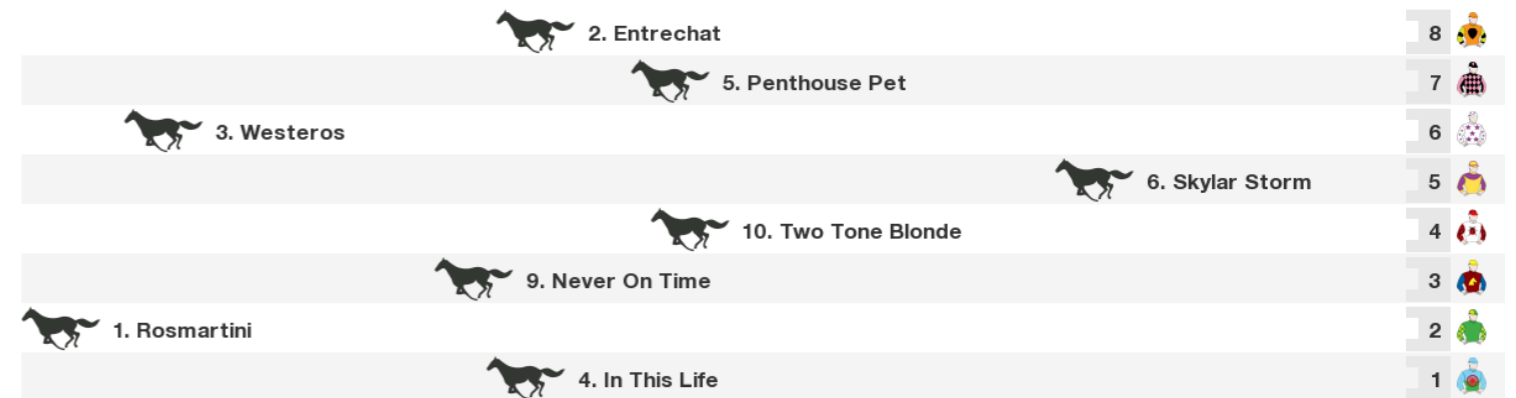 2. Entrechat 8
5. Penthouse Pet 7
3. Westeros 6
6. Skylar Storm 5
10. Two Tone Blonde 4
9. Never On Time 3
1. Rosmartini 2
4. In This Life 1